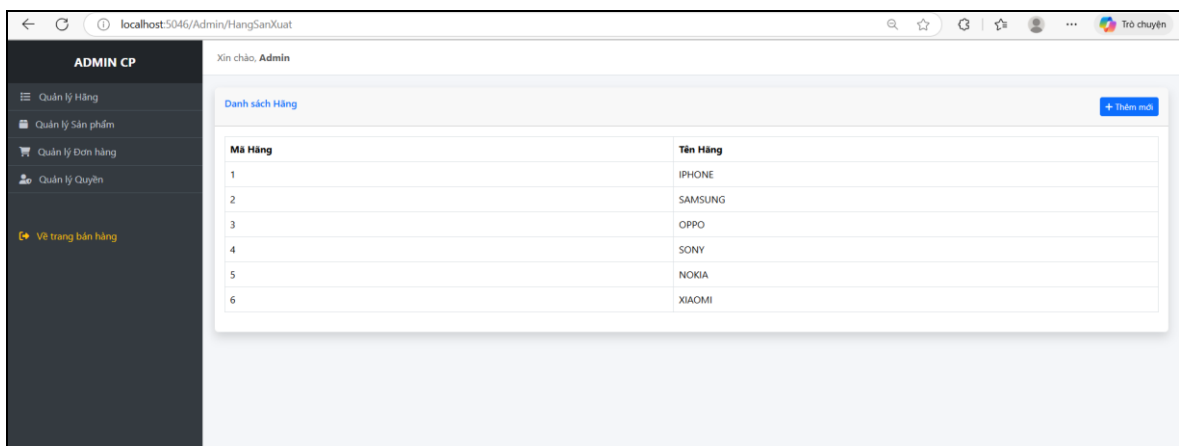 localhost:5046/Admin/HangSanXuat
Trò chuyện
ADMIN CP
Xin chào, Admin
Quản lý Hãng
Quản lý Sản phẩm
Quản lý Đơn hàng
Quản lý Quyền
Về trang bán hàng
Danh sách Hãng
+ Thêm mới
Mã Hãng Tên Hãng
1 IPHONE
2 SAMSUNG
3 OPPO
4 SONY
5 NOKIA
6 XIAOMI